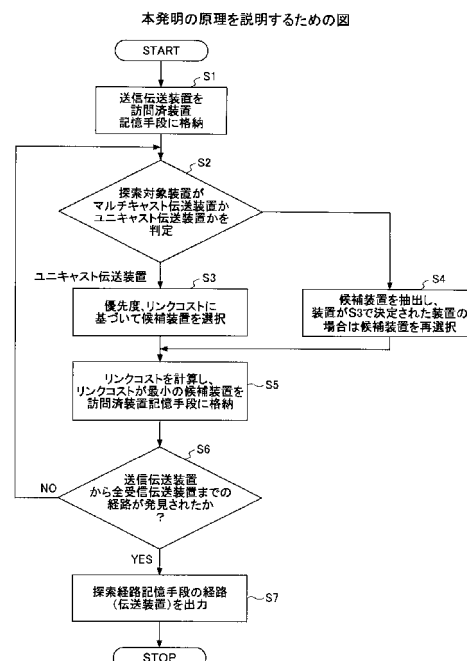 本発明の原理を説明するための図
START
S1
送信伝送装置を
訪問済装置
記憶手段に格納
S2
探索対象装置が
マルチキャスト伝送装置か
ユニキャスト伝送装置かを
判定
ユニキャスト伝送装置
S3
優先度、リンクコストに
基づいて候補装置を選択
S4
候補装置を抽出し、
装置がS3で決定された装置の
場合は候補装置を再選択
リンクコストを計算し、
リンクコストが最小の候補装置を
訪問済装置記憶手段に格納
S5
S6
送信伝送装置
から全受信伝送装置までの
経路が発見されたか
?
NO
YES
探索経路記憶手段の経路
(伝送装置)を出力
S7
STOP